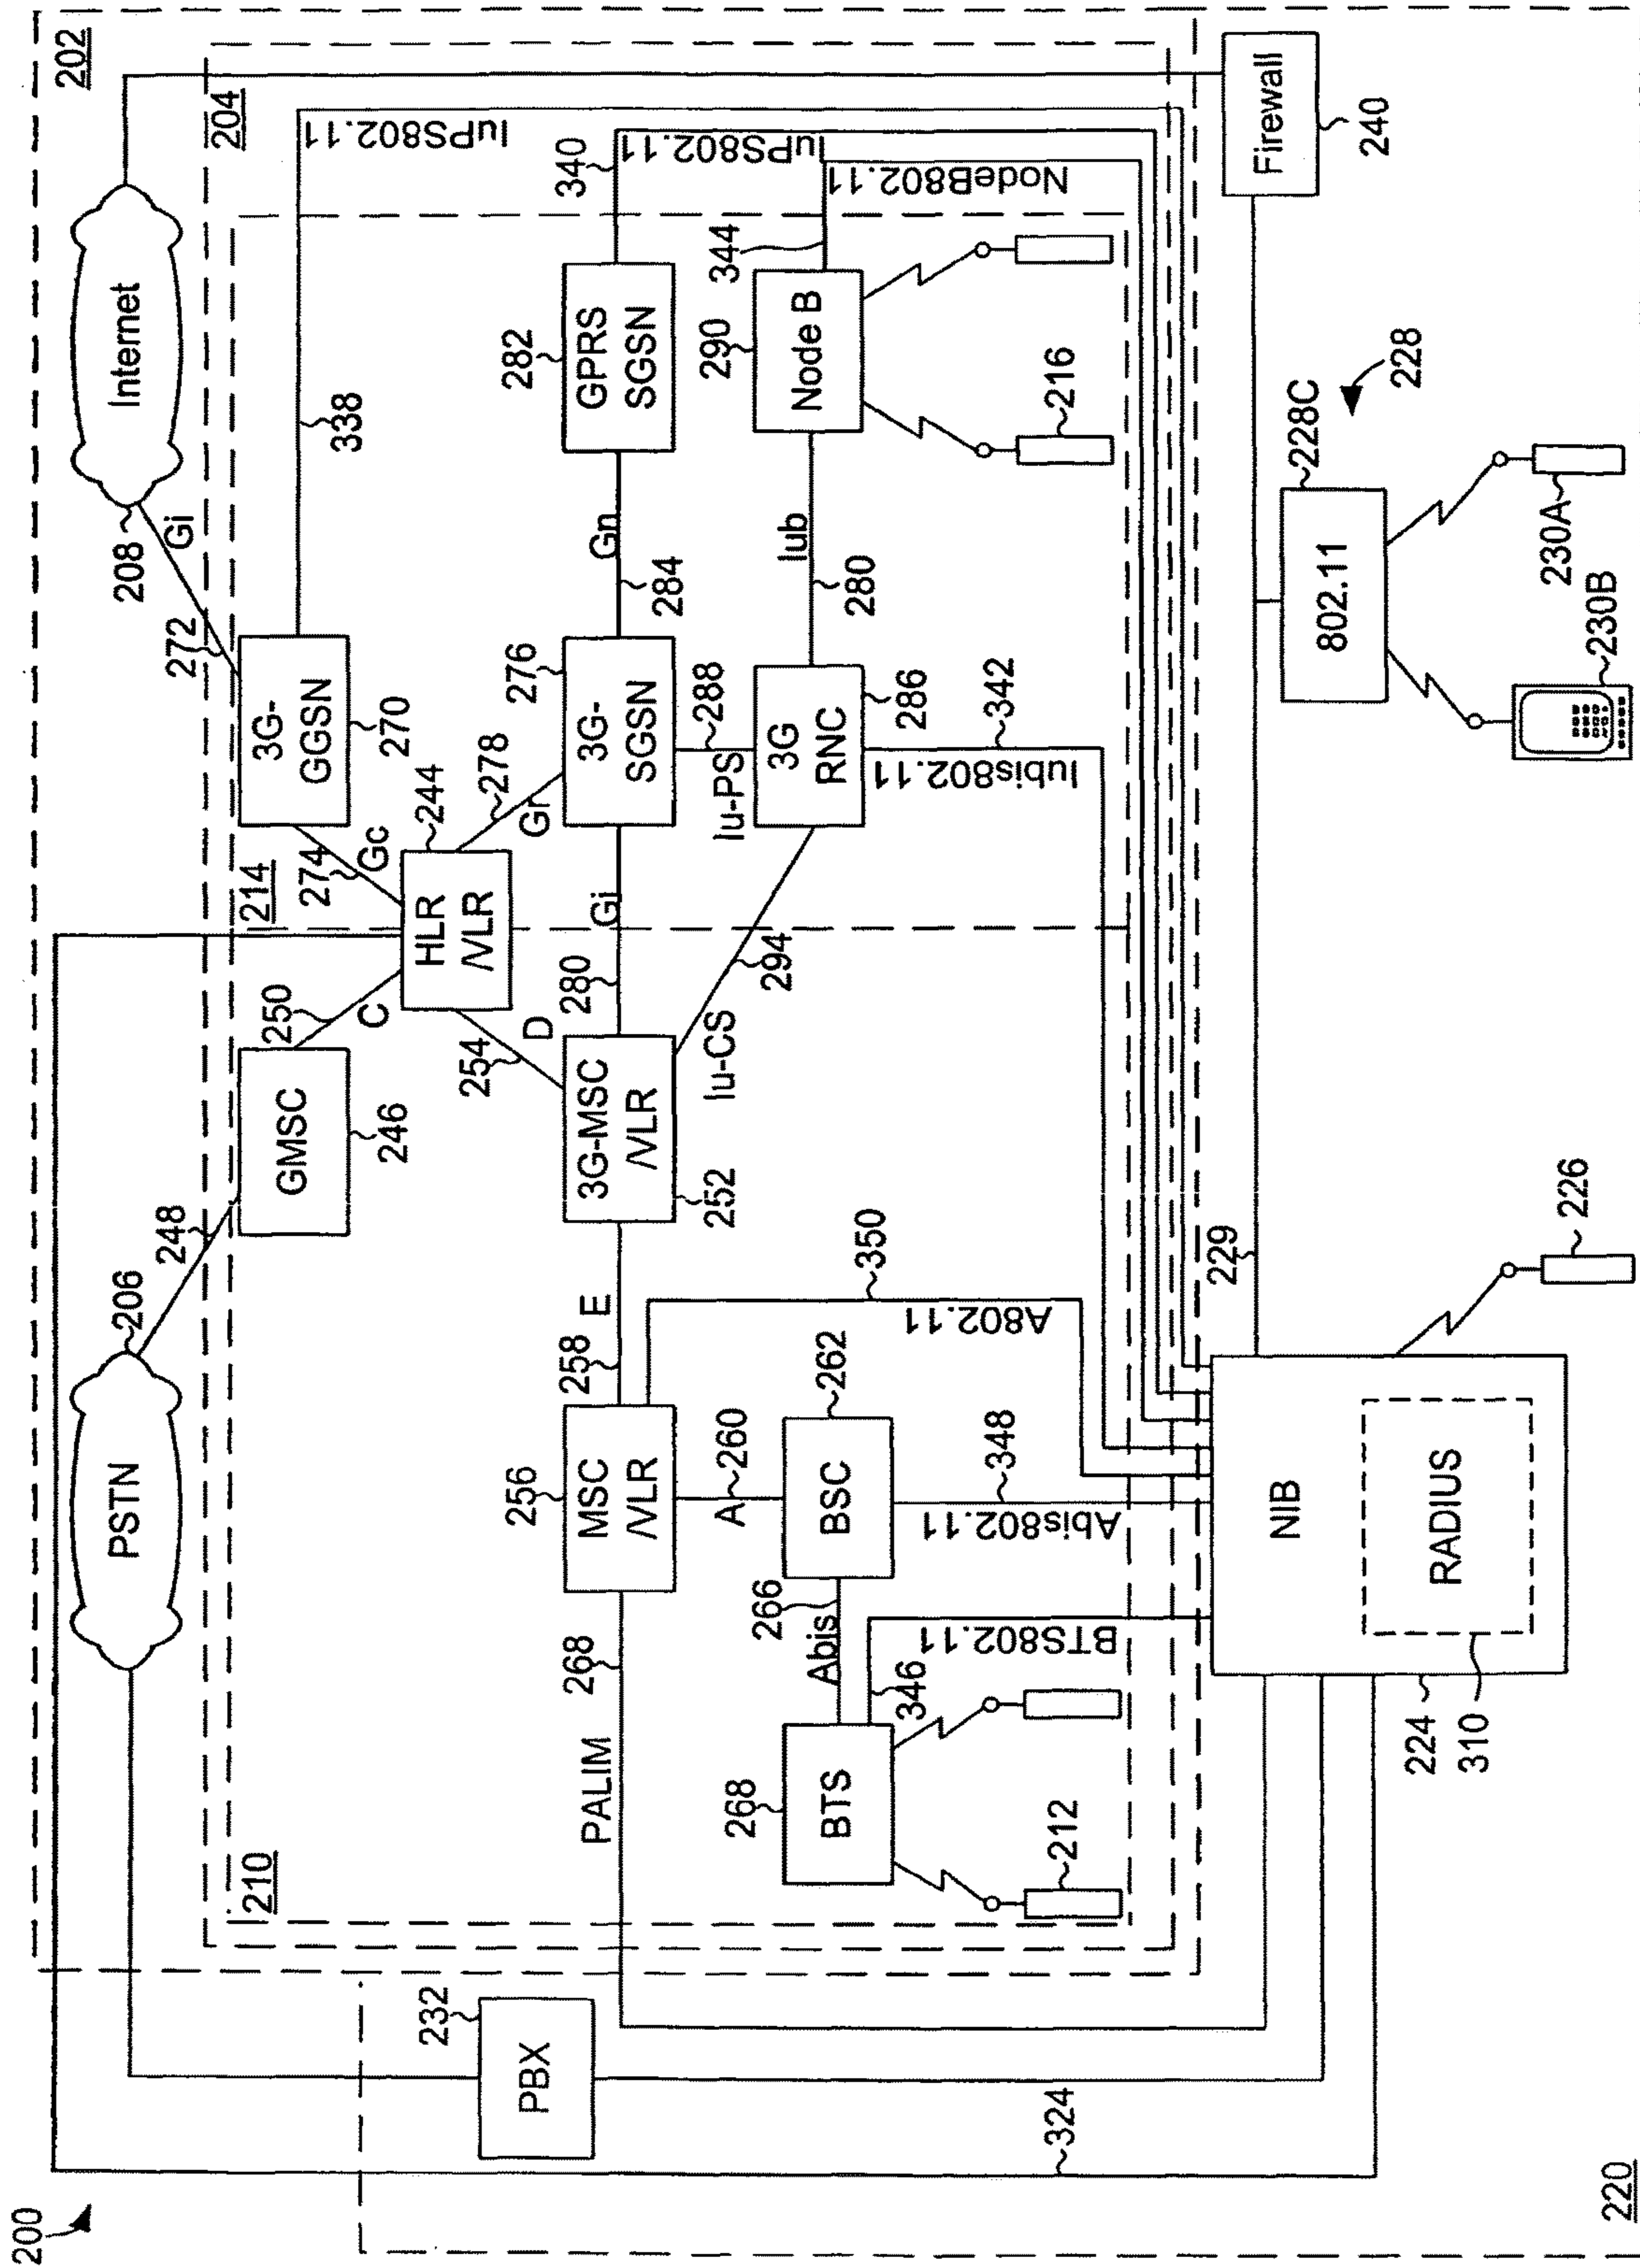 200
202
PSTN
206
Internet
208
Gi
272
248
204
210
GMSC
246
250
C
214
274
Gc
3G-
GGSN
270
338
IuPS802.11
324
232
PBX
HLR
/VLR
244
278
Gr
254
D
PALIM
268
256
MSC
/VLR
258
E
3G-MSC
/VLR
252
280
Gi
276
3G-
SGSN
Gn
284
282
GPRS
SGSN
340
IuPS802.11
A
260
Iu-CS
294
Iu-PS
288
268
BTS
Abis
266
346
BTS802.11
BSC
262
Abis802.11
348
350
A802.11
3G
RNC
286
Iub
280
290
Node B
344
NodeB802.11
Iubis802.11
342
212
216
220
224
310
NIB
RADIUS
226
229
Firewall
240
802.11
228C
228
230B
230A